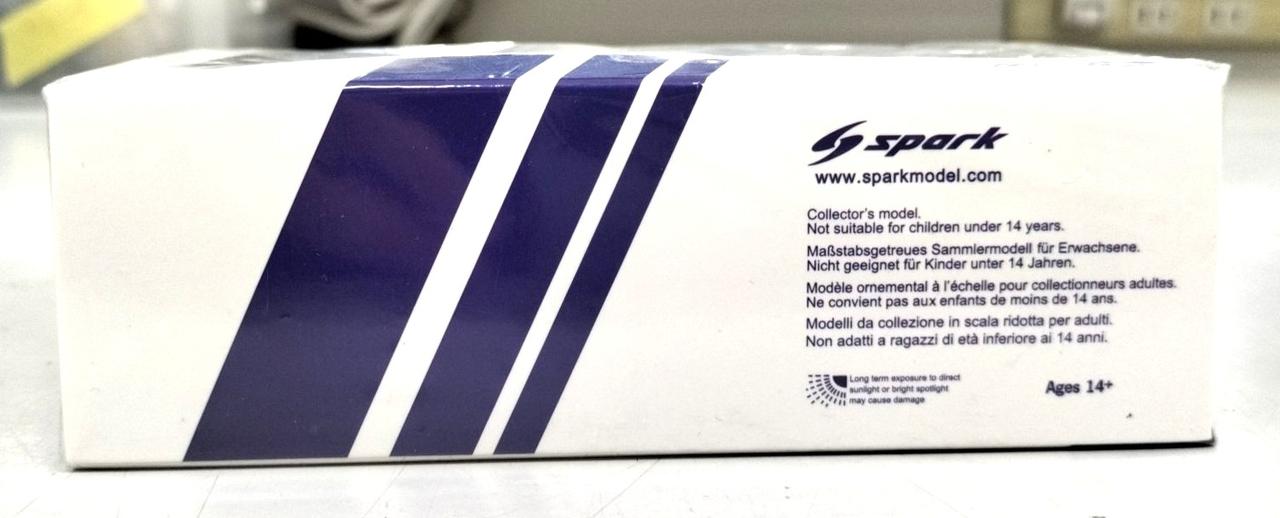 spark
www.sparkmodel.com
Collector's model.
Not suitable for children under 14 years.
Maßstabsgetreues Sammlermodell für Erwachsene.
Nicht geeignet für Kinder unter 14 Jahren.
Modèle ornemental à l'échelle pour collectionneurs adultes.
Ne convient pas aux enfants de moins de 14 ans.
Modelli da collezione in scala ridotta per adulti.
Non adatti a ragazzi di età inferiore ai 14 anni.
Long term exposure to direct
sunlight or bright spotlight
may cause damage
Ages 14+